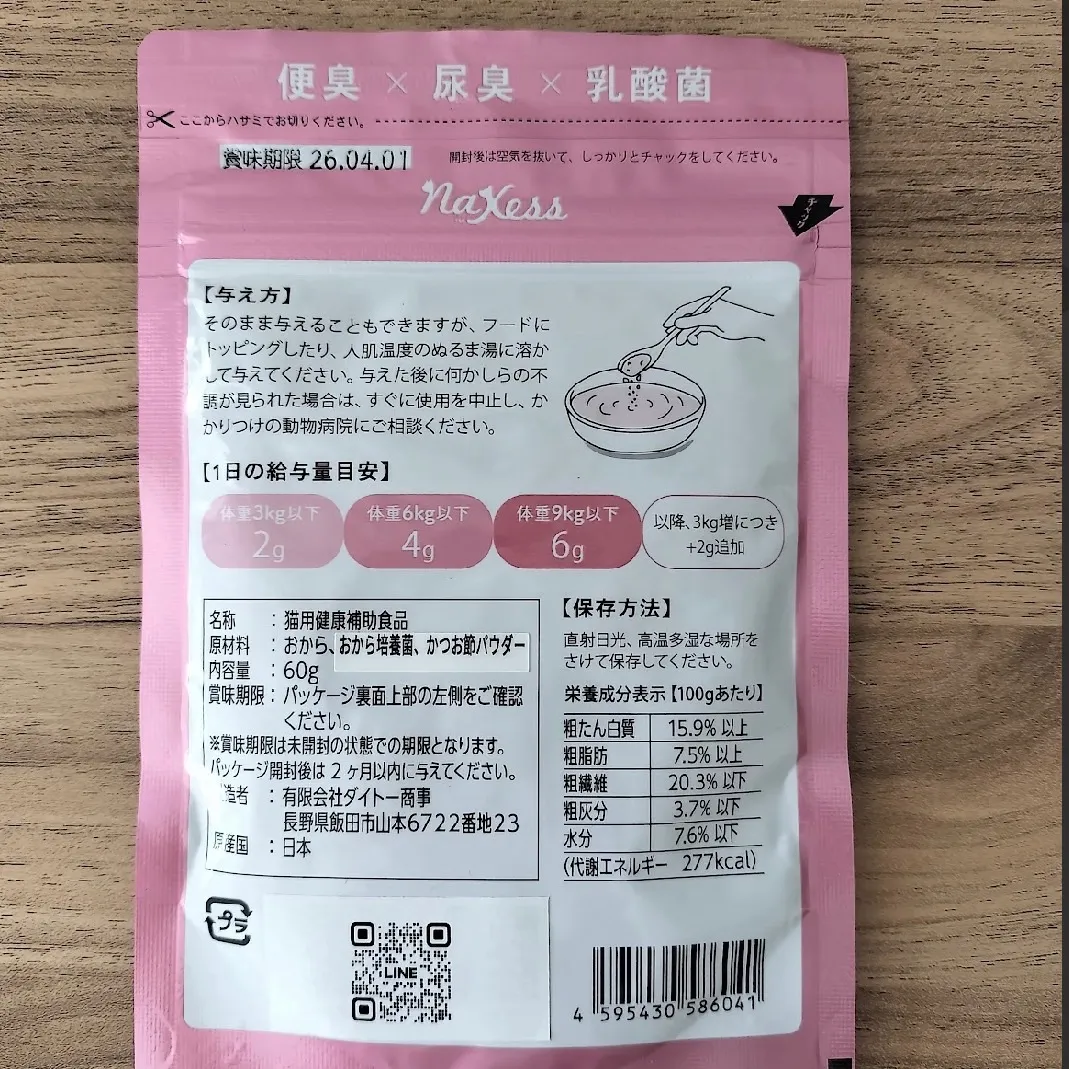 便臭 × 尿臭 × 乳酸菌
ここからハサミでお切りください。
賞味期限 26.04.01
開封後は空気を抜いて、しっかりとチャックをしてください。
naxess
チャック
【与え方】
そのまま与えることもできますが、フードに
トッピングしたり、人肌温度のぬるま湯に溶か
して与えてください。与えた後に何かしらの不
調が見られた場合は、すぐに使用を中止し、か
かりつけの動物病院にご相談ください。
【1日の給与量目安】
体重3kg以下
2g
体重6kg以下
4g
体重9kg以下
6g
以降、3kg増につき
+2g追加
名称 : 猫用健康補助食品
原材料 : おから、おから培養菌、かつお節パウダー
内容量 : 60g
賞味期限 : パッケージ裏面上部の左側をご確認
ください。
※賞味期限は未開封の状態での期限となります。
パッケージ開封後は2ヶ月以内に与えてください。
製造者 : 有限会社ダイトー商事
長野県飯田市山本6722番地23
原産国 : 日本
【保存方法】
直射日光、高温多湿な場所を
さけて保存してください。
栄養成分表示【100gあたり】
粗たん白質 15.9%以上
粗脂肪 7.5%以上
粗繊維 20.3%以下
粗灰分 3.7%以下
水分 7.6%以下
(代謝エネルギー 277kcal)
プラ
LINE
4 595430 586041